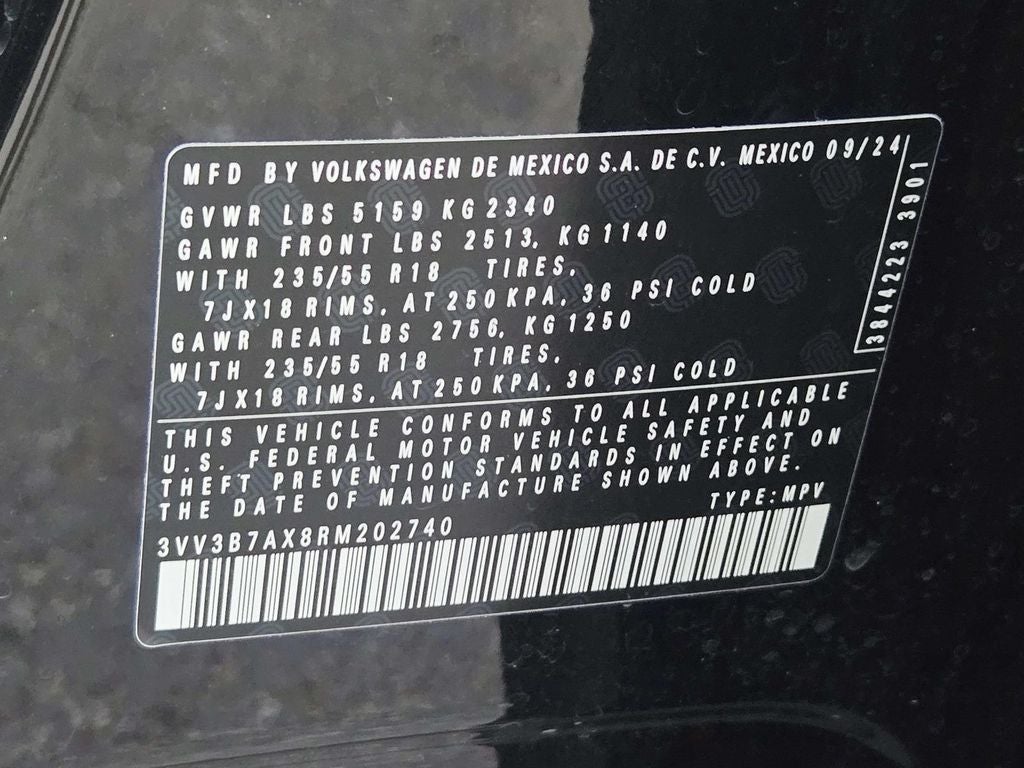 MFD BY VOLKSWAGEN DE MEXICO S.A. DE C.V. MEXICO 09/24
GVWR LBS 5159 KG 2340
GAWR FRONT LBS 2513, KG 1140
WITH 235/55 R18 TIRES,
7JX18 RIMS, AT 250 KPA, 36 PSI COLD
GAWR REAR LBS 2756, KG 1250
WITH 235/55 R18 TIRES,
7JX18 RIMS, AT 250 KPA, 36 PSI COLD
3844223 3901
THIS VEHICLE CONFORMS TO ALL APPLICABLE
U.S. FEDERAL MOTOR VEHICLE SAFETY AND
THEFT PREVENTION STANDARDS IN EFFECT ON
THE DATE OF MANUFACTURE SHOWN ABOVE.
TYPE: MPV
3VV3B7AX8RM202740